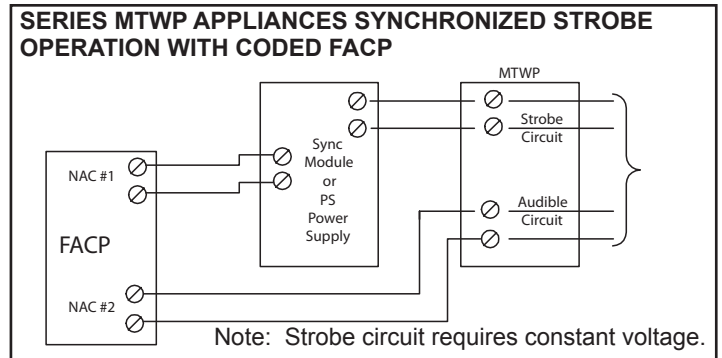 SERIES MTWP APPLIANCES SYNCHRONIZED STROBE
OPERATION WITH CODED FACP
MTWP
Strobe
Circuit
Sync
Module
or
PS
Power
Supply
NAC #1
Audible
Circuit
FACP
NAC #2
Note: Strobe circuit requires constant voltage.